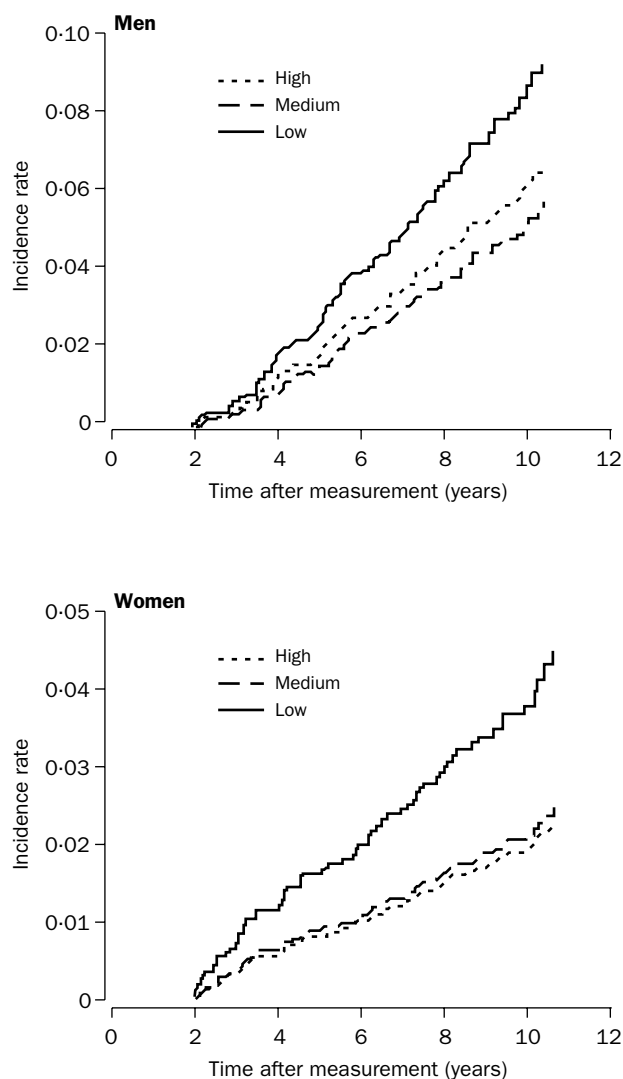 Men
0·10
0·08
0·06
0·04
0·02
0
Incidence rate
High
Medium
Low
0 2 4 6 8 10 12
Time after measurement (years)
Women
0·05
0·04
0·03
0·02
0·01
0
Incidence rate
High
Medium
Low
0 2 4 6 8 10 12
Time after measurement (years)